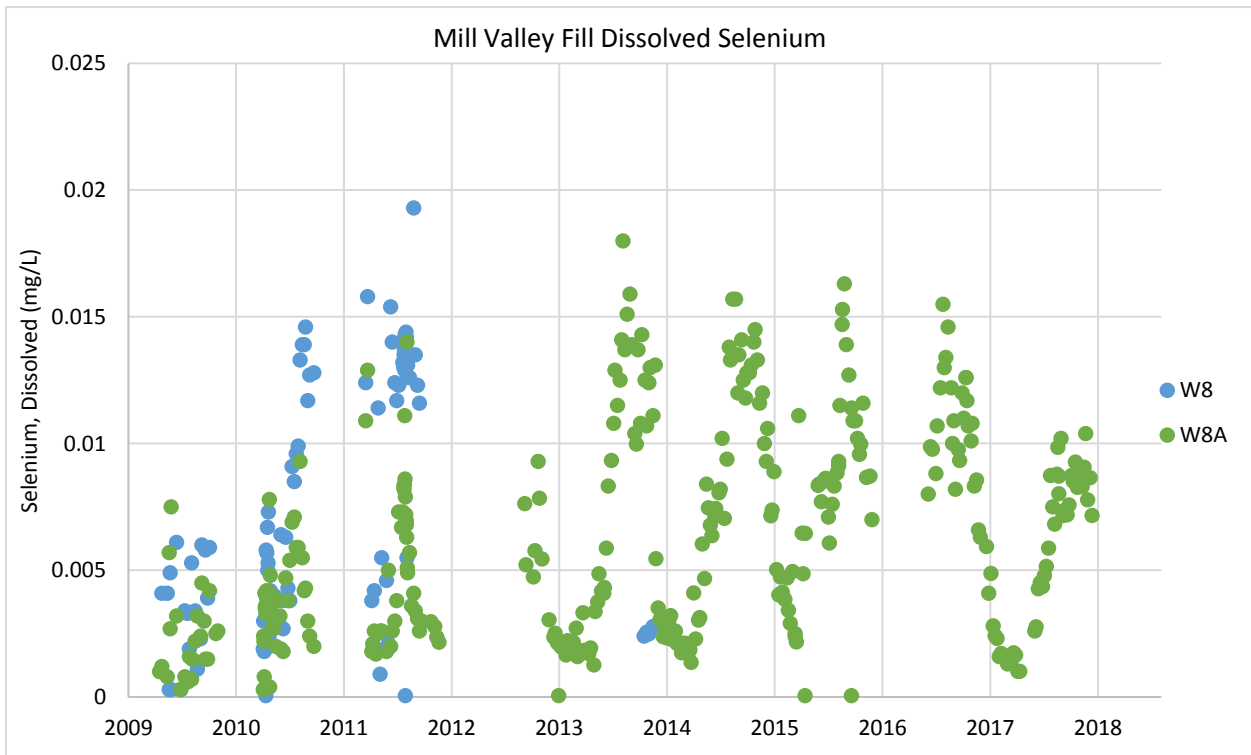 Mill Valley Fill Dissolved Selenium
Selenium, Dissolved (mg/L)
0.025
0.02
0.015
0.01
0.005
0
2009 2010 2011 2012 2013 2014 2015 2016 2017 2018
W8
W8A